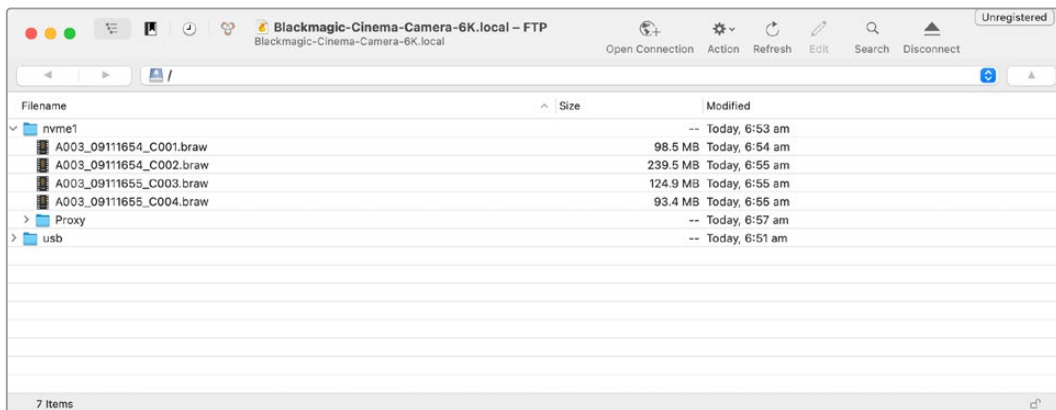 Blackmagic-Cinema-Camera-6K.local – FTP
Blackmagic-Cinema-Camera-6K.local
Open Connection Action Refresh Edit Search Disconnect
Unregistered
/
Filename Size Modified
nvme1 -- Today, 6:53 am
A003_09111654_C001.braw 98.5 MB Today, 6:54 am
A003_09111654_C002.braw 239.5 MB Today, 6:55 am
A003_09111655_C003.braw 124.9 MB Today, 6:55 am
A003_09111655_C004.braw 93.4 MB Today, 6:55 am
Proxy -- Today, 6:57 am
usb -- Today, 6:51 am
7 Items